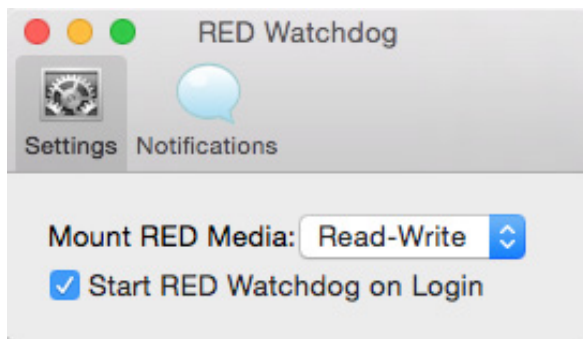 RED Watchdog
Settings Notifications
Mount RED Media: Read-Write
Start RED Watchdog on Login